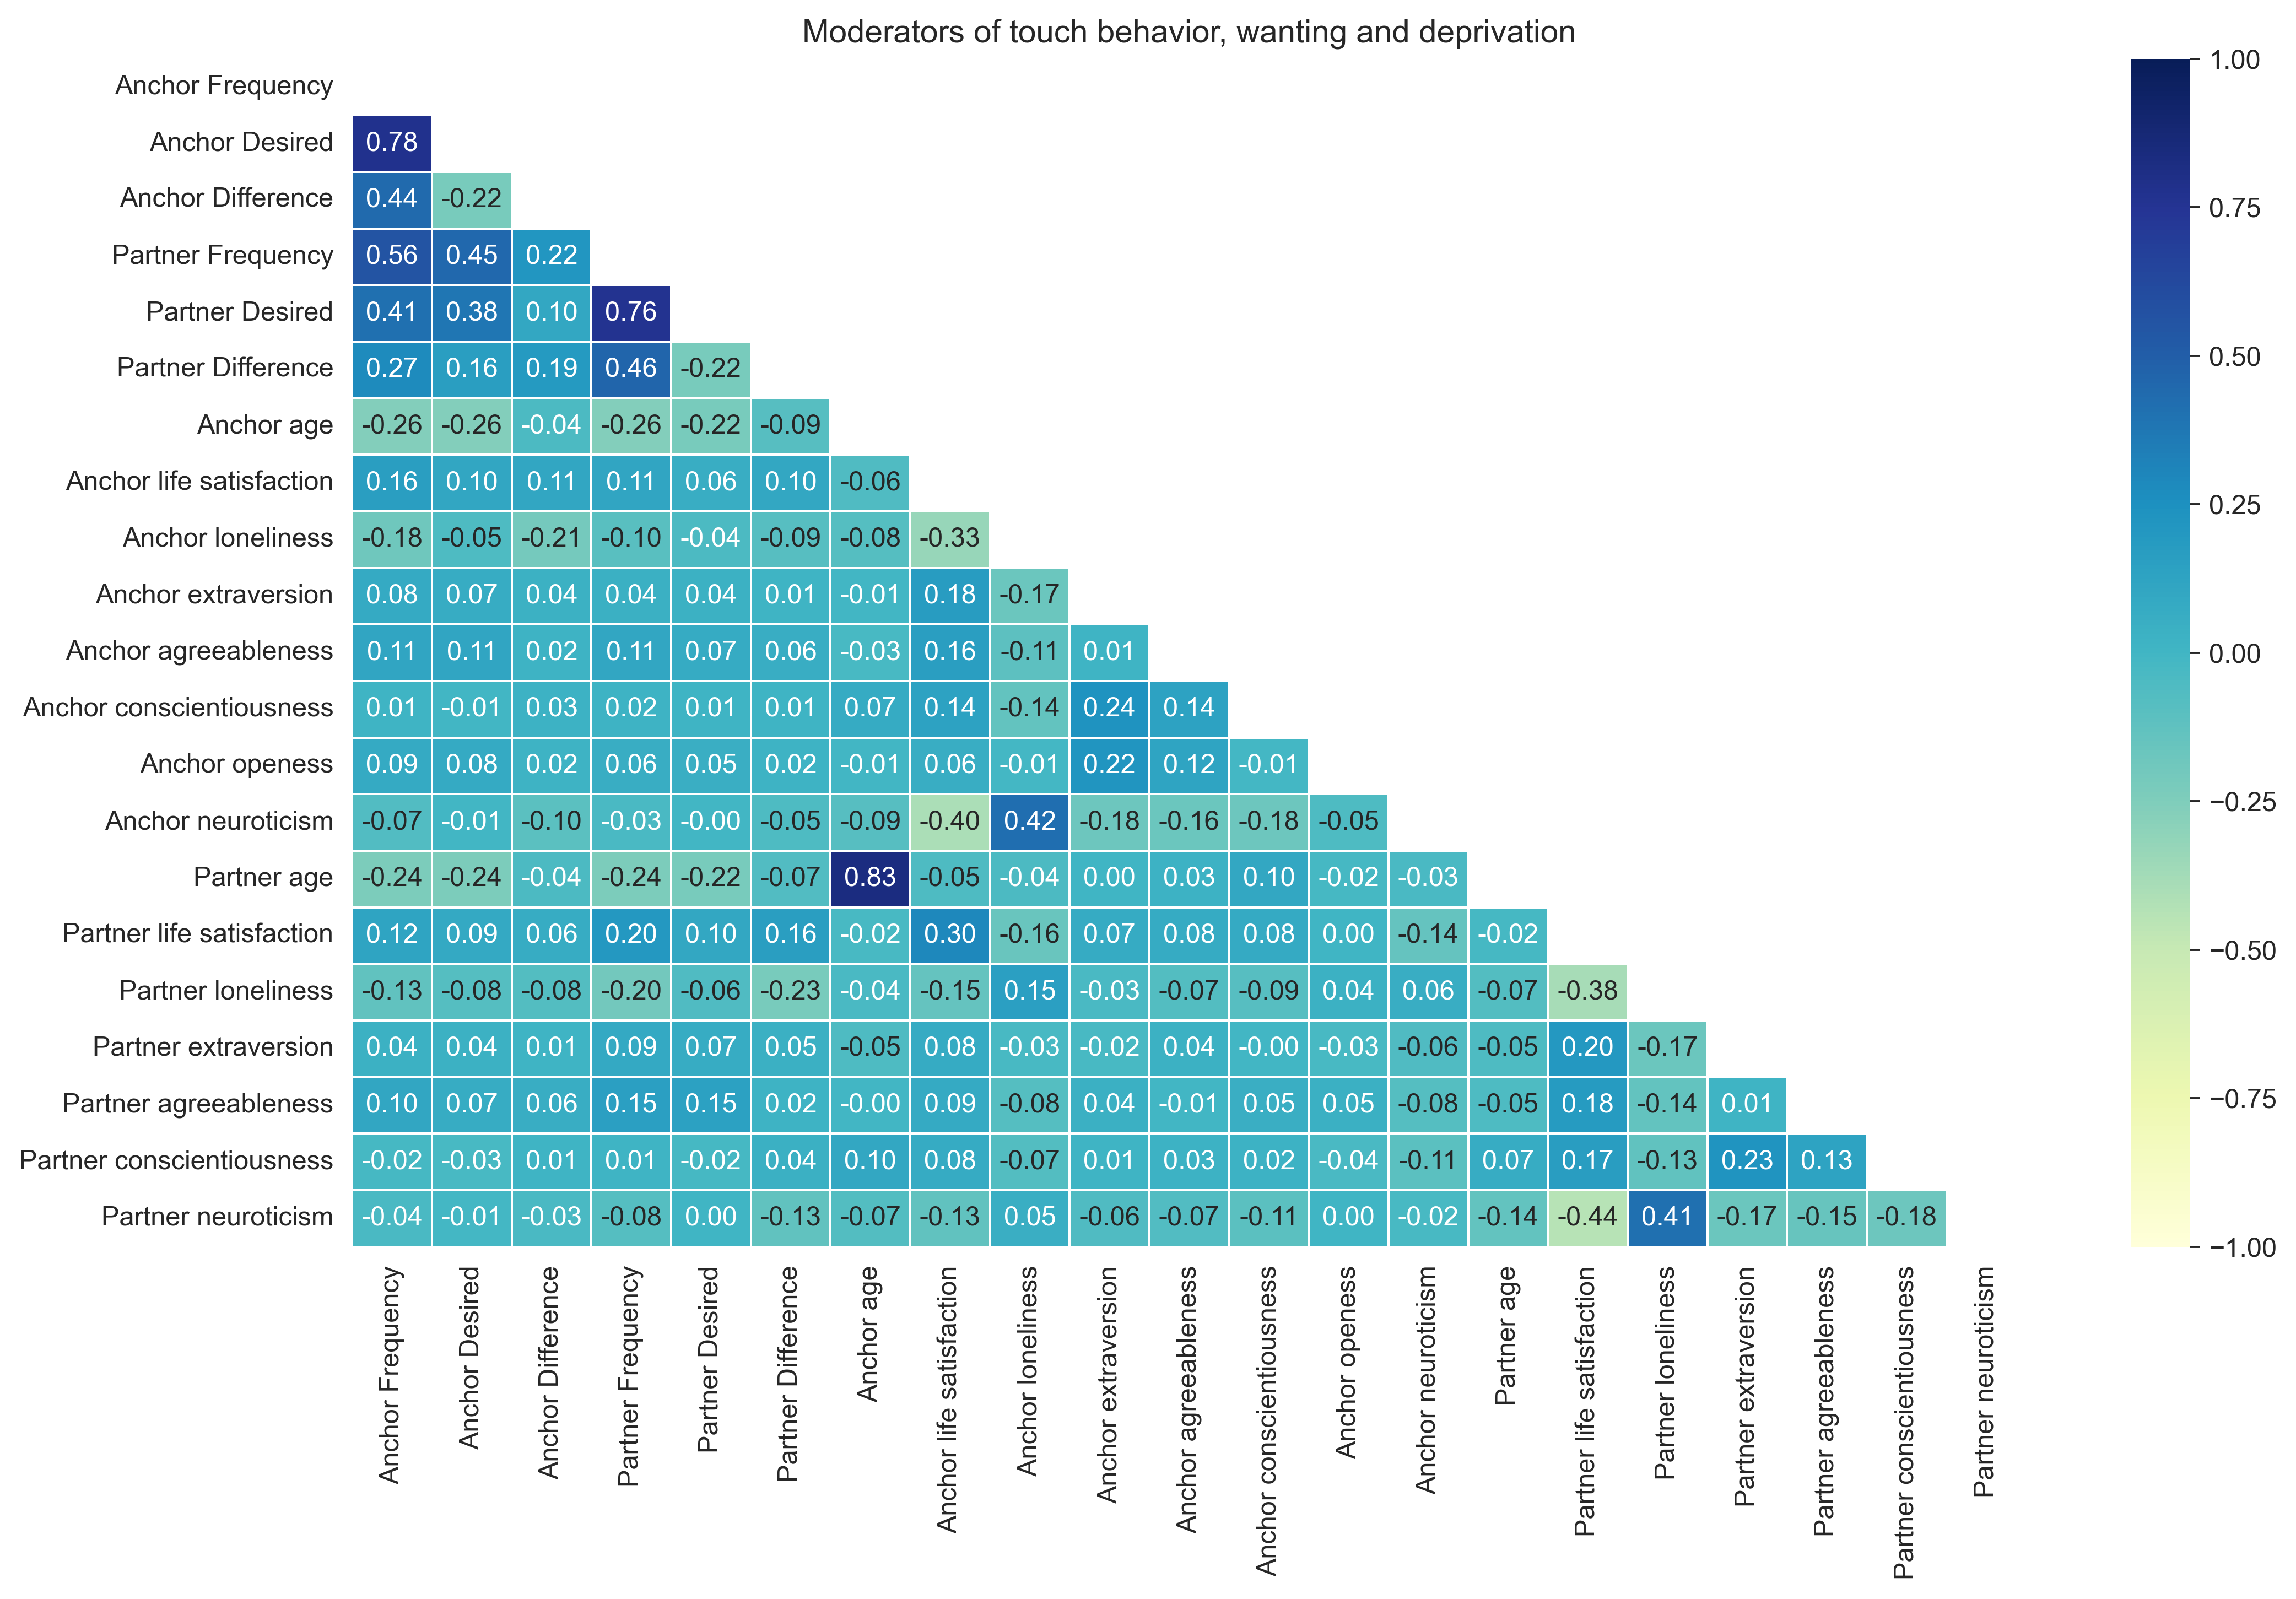 Moderators of touch behavior, wanting and deprivation
Anchor Frequency
Anchor Desired 0.78
Anchor Difference 0.44 -0.22
Partner Frequency 0.56 0.45 0.22
Partner Desired 0.41 0.38 0.10 0.76
Partner Difference 0.27 0.16 0.19 0.46 -0.22
Anchor age -0.26 -0.26 -0.04 -0.26 -0.22 -0.09
Anchor life satisfaction 0.16 0.10 0.11 0.11 0.06 0.10 -0.06
Anchor loneliness -0.18 -0.05 -0.21 -0.10 -0.04 -0.09 -0.08 -0.33
Anchor extraversion 0.08 0.07 0.04 0.04 0.04 0.01 -0.01 0.18 -0.17
Anchor agreeableness 0.11 0.11 0.02 0.11 0.07 0.06 -0.03 0.16 -0.11 0.01
Anchor conscientiousness 0.01 -0.01 0.03 0.02 0.01 0.01 0.07 0.14 -0.14 0.24 0.14
Anchor openess 0.09 0.08 0.02 0.06 0.05 0.02 -0.01 0.06 -0.01 0.22 0.12 -0.01
Anchor neuroticism -0.07 -0.01 -0.10 -0.03 -0.00 -0.05 -0.09 -0.40 0.42 -0.18 -0.16 -0.18 -0.05
Partner age -0.24 -0.24 -0.04 -0.24 -0.22 -0.07 0.83 -0.05 -0.04 0.00 0.03 0.10 -0.02 -0.03
Partner life satisfaction 0.12 0.09 0.06 0.20 0.10 0.16 -0.02 0.30 -0.16 0.07 0.08 0.08 0.00 -0.14 -0.02
Partner loneliness -0.13 -0.08 -0.08 -0.20 -0.06 -0.23 -0.04 -0.15 0.15 -0.03 -0.07 -0.09 0.04 0.06 -0.07 -0.38
Partner extraversion 0.04 0.04 0.01 0.09 0.07 0.05 -0.05 0.08 -0.03 -0.02 0.04 -0.00 -0.03 -0.06 -0.05 0.20 -0.17
Partner agreeableness 0.10 0.07 0.06 0.15 0.15 0.02 -0.00 0.09 -0.08 0.04 -0.01 0.05 0.05 -0.08 -0.05 0.18 -0.14 0.01
Partner conscientiousness -0.02 -0.03 0.01 0.01 -0.02 0.04 0.10 0.08 -0.07 0.01 0.03 0.02 -0.04 -0.11 0.07 0.17 -0.13 0.23 0.13
Partner neuroticism -0.04 -0.01 -0.03 -0.08 0.00 -0.13 -0.07 -0.13 0.05 -0.06 -0.07 -0.11 0.00 -0.02 -0.14 -0.44 0.41 -0.17 -0.15 -0.18
Anchor Frequency
Anchor Desired
Anchor Difference
Partner Frequency
Partner Desired
Partner Difference
Anchor age
Anchor life satisfaction
Anchor loneliness
Anchor extraversion
Anchor agreeableness
Anchor conscientiousness
Anchor openess
Anchor neuroticism
Partner age
Partner life satisfaction
Partner loneliness
Partner extraversion
Partner agreeableness
Partner conscientiousness
Partner neuroticism
1.00
0.75
0.50
0.25
0.00
−0.25
−0.50
−0.75
−1.00